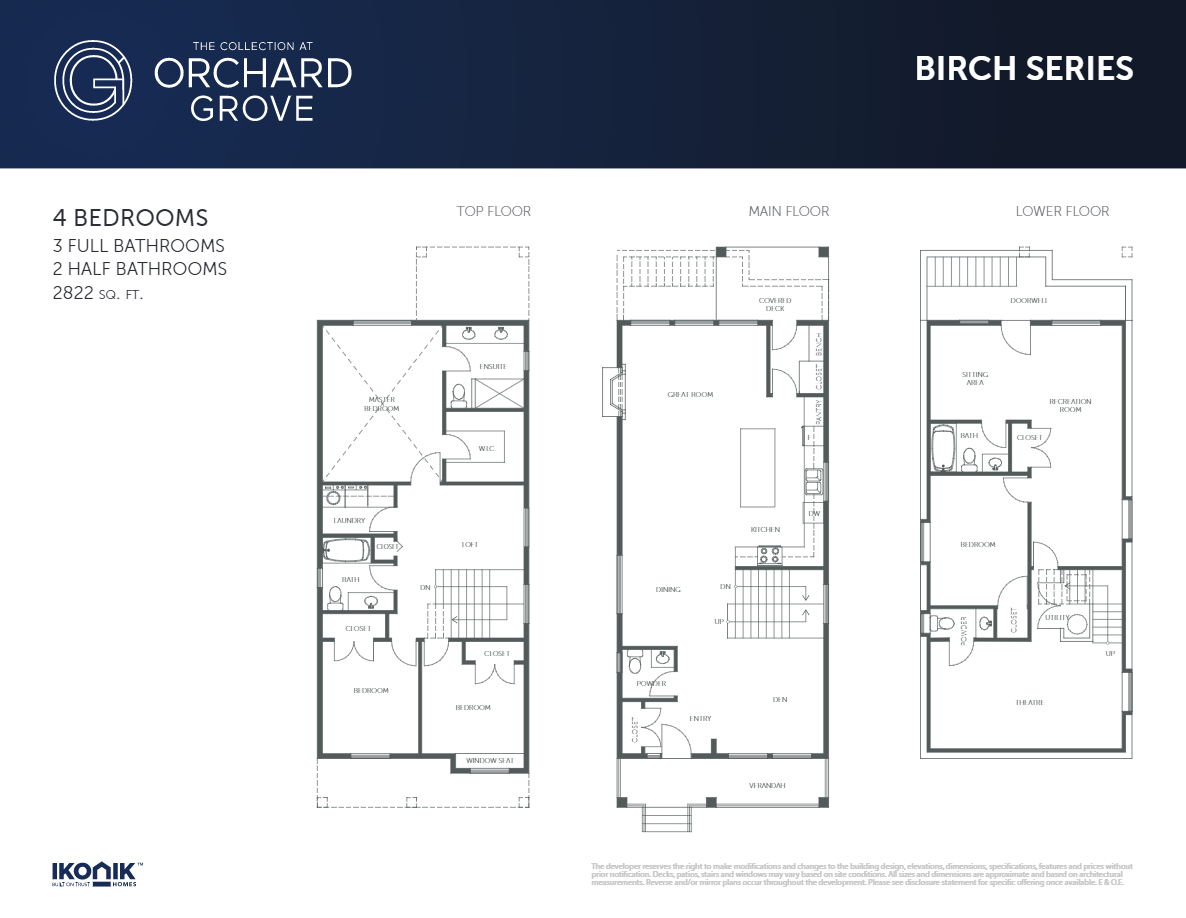 THE COLLECTION AT
ORCHARD
GROVE
BIRCH SERIES
4 BEDROOMS
3 FULL BATHROOMS
2 HALF BATHROOMS
2822 SQ. FT.
TOP FLOOR
MASTER
BEDROOM
ENSUITE
W.I.C.
LAUNDRY
CLOSET
LOFT
BATH
DN
CLOSET
CLOSET
BEDROOM
BEDROOM
WINDOW SEAT
MAIN FLOOR
COVERED
DECK
BENCH
CLOSET
GREAT ROOM
PANTRY
F
DW
KITCHEN
DINING
DN
UP
POWDER
DEN
CLOSET
ENTRY
VERANDAH
LOWER FLOOR
DOORWELL
SITTING
AREA
RECREATION
ROOM
BATH
CLOSET
BEDROOM
CLOSET
UTILITY
POWDER
UP
THEATRE
IKONIK™
BUILT ON TRUST HOMES
The developer reserves the right to make modifications and changes to the building design, elevations, dimensions, specifications, features and prices without
prior notification. Decks, patios, stairs and windows may vary based on site conditions. All sizes and dimensions are approximate and based on architectural
measurements. Reverse and/or mirror plans occur throughout the development. Please see disclosure statement for specific offering once available. E & O.E.